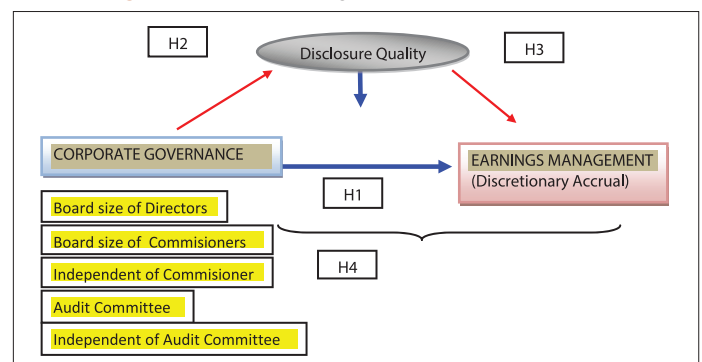 H2
Disclosure Quality
H3
CORPORATE GOVERNANCE
EARNINGS MANAGEMENT
(Discretionary Accrual)
H1
Board size of Directors
Board size of Commisioners
Independent of Commisioner
H4
Audit Committee
Independent of Audit Committee